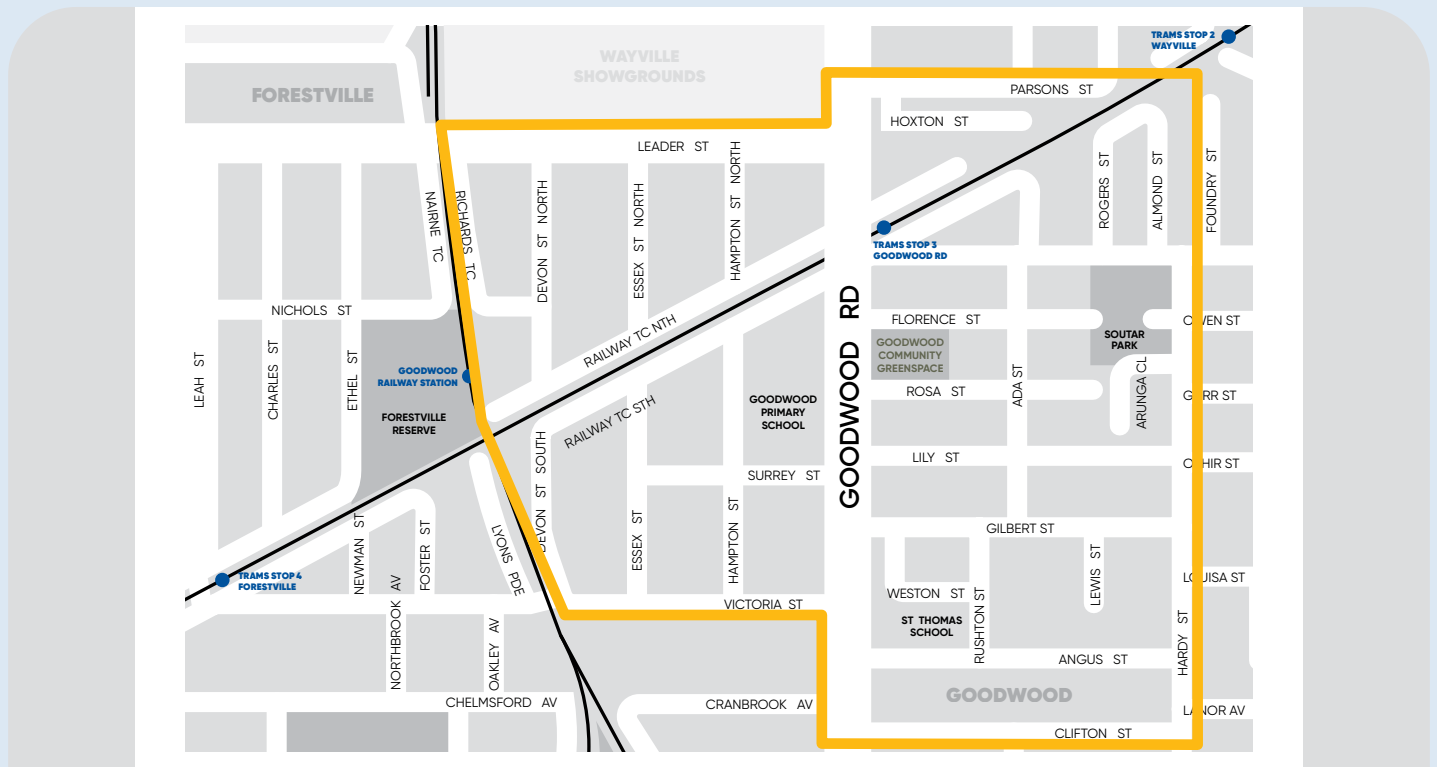 TRAMS STOP 2
WAYVILLE
WAYVILLE
SHOWGROUNDS
FORESTVILLE
PARSONS ST
HOXTON ST
LEADER ST
ROGERS ST
ALMOND ST
FOUNDRY ST
NAIRNE TC
RICHARDS TC
DEVON ST NORTH
ESSEX ST NORTH
HAMPTON ST NORTH
TRAMS STOP 3
GOODWOOD RD
NICHOLS ST
FLORENCE ST
SOUTAR
PARK
OWEN ST
GOODWOOD
COMMUNITY
GREENSPACE
RAILWAY TC NTH
LEAH ST
CHARLES ST
ETHEL ST
GOODWOOD
RAILWAY STATION
FORESTVILLE
RESERVE
RAILWAY TC STH
GOODWOOD
PRIMARY
SCHOOL
GOODWOOD RD
ROSA ST
ADA ST
ARUNGA CL
LILY ST
SURREY ST
DEVON ST SOUTH
ESSEX ST
HAMPTON ST
GILBERT ST
NEWMAN ST
FOSTER ST
LYONS PDE
TRAMS STOP 4
FORESTVILLE
LEWIS ST
LOUISA ST
WESTON ST
VICTORIA ST
ST THOMAS
SCHOOL
RUSHTON ST
HARDY ST
NORTHBROOK AV
OAKLEY AV
ANGUS ST
GOODWOOD
CHELMSFORD AV
CRANBROOK AV
CLIFTON ST